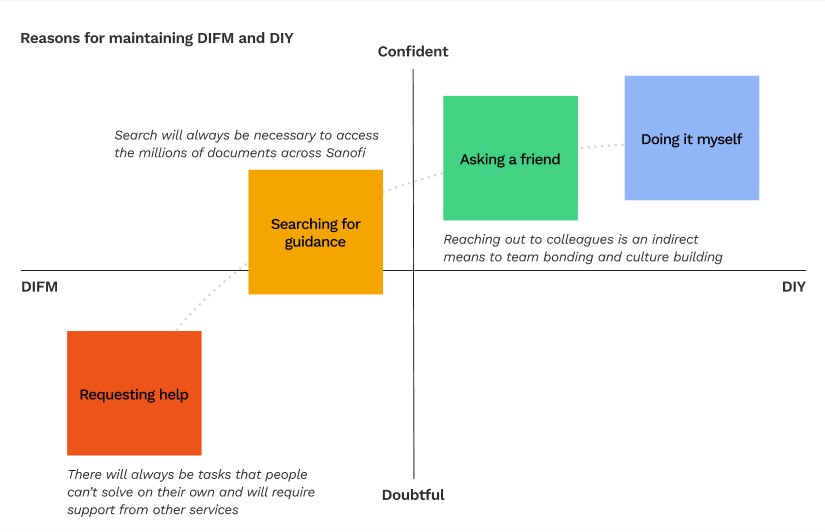 Reasons for maintaining DIFM and DIY
Confident
Doing it myself
Asking a friend
Search will always be necessary to access
the millions of documents across Sanofi
Searching for
guidance
Reaching out to colleagues is an indirect
means to team bonding and culture building
DIFM
DIY
Requesting help
There will always be tasks that people
can't solve on their own and will require
support from other services
Doubtful